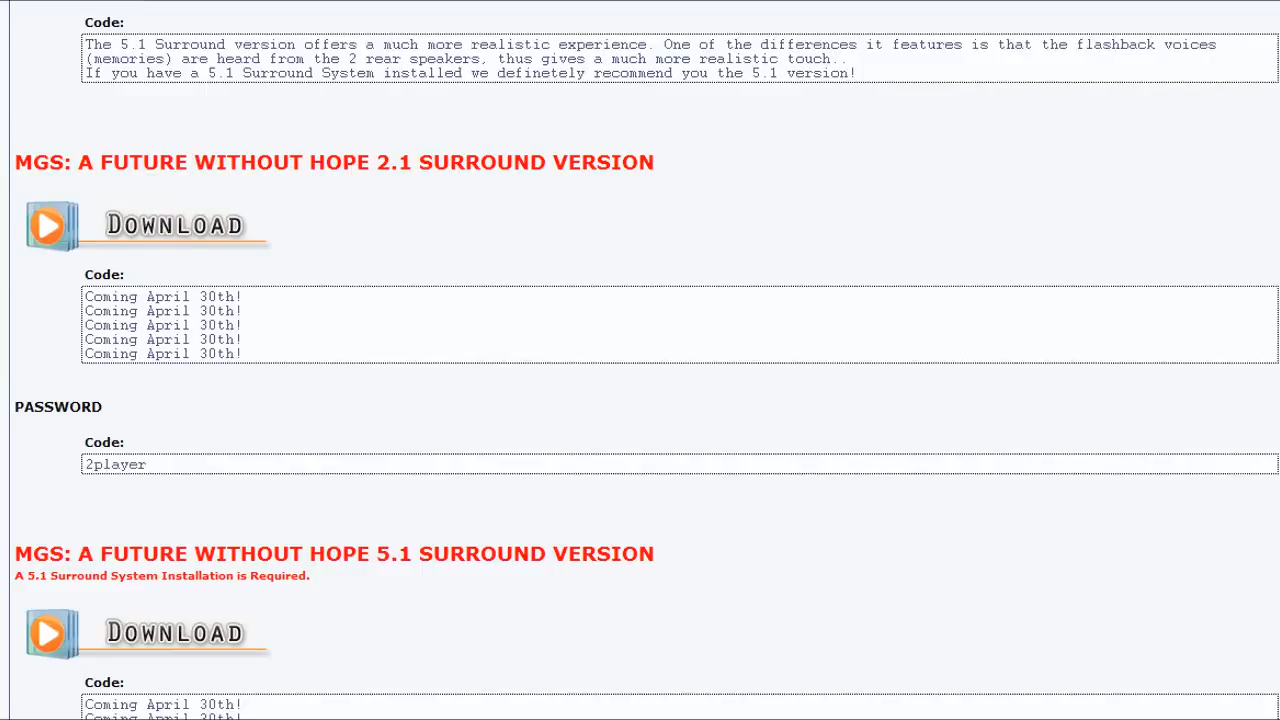 Code:
The 5.1 Surround version offers a much more realistic experience. One of the differences it features is that the flashback voices
(memories) are heard from the 2 rear speakers, thus gives a much more realistic touch..
If you have a 5.1 Surround System installed we definetely recommend you the 5.1 version!
MGS: A FUTURE WITHOUT HOPE 2.1 SURROUND VERSION
DOWNLOAD
Code:
Coming April 30th!
Coming April 30th!
Coming April 30th!
Coming April 30th!
Coming April 30th!
PASSWORD
Code:
2player
MGS: A FUTURE WITHOUT HOPE 5.1 SURROUND VERSION
A 5.1 Surround System Installation is Required.
DOWNLOAD
Code:
Coming April 30th!
Coming April 30th!